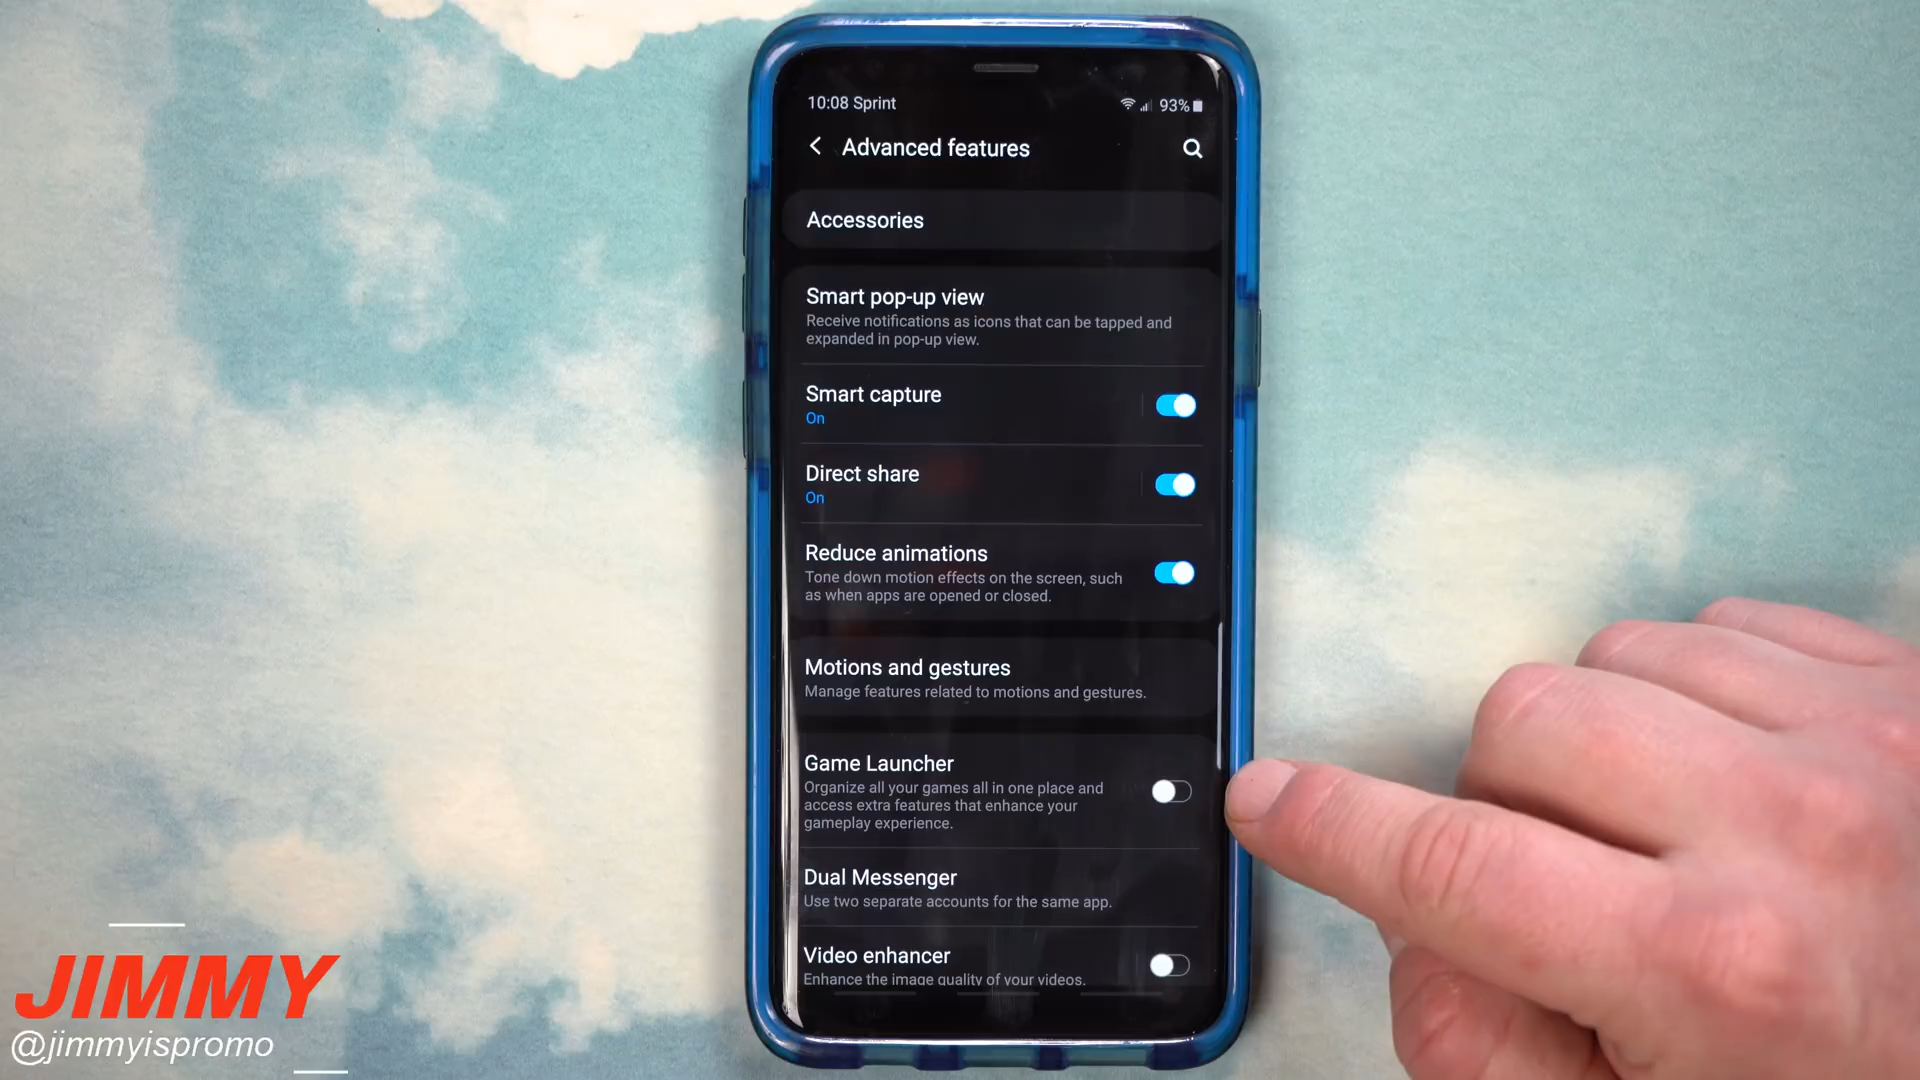 10:08 Sprint
93%
Advanced features
Accessories
Smart pop-up view
Receive notifications as icons that can be tapped and
expanded in pop-up view.
Smart capture
On
Direct share
On
Reduce animations
Tone down motion effects on the screen, such
as when apps are opened or closed.
Motions and gestures
Manage features related to motions and gestures.
Game Launcher
Organize all your games all in one place and
access extra features that enhance your
gameplay experience.
Dual Messenger
Use two separate accounts for the same app.
Video enhancer
Enhance the image quality of your videos.
JIMMY
@jimmyispromo